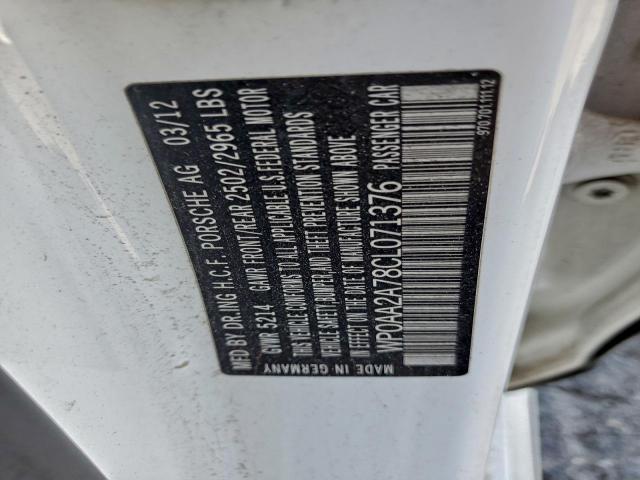 MFD BY DR.ING H.C.F. PORSCHE AG 03/12
GVWR 5214 GAWR FRONT/REAR 2502/2965 LBS
THIS VEHICLE CONFORMS TO ALL APPLICABLE U.S FEDERAL MOTOR
VEHICLE SAFETY, BUMPER AND THEFT PREVENTION STANDARDS
IN EFFECT ON THE DATE OF MANUFACTURE SHOWN ABOVE.
WP0AA2A78CL071376 PASSENGER CAR
MADE IN GERMANY
970.701.111.12